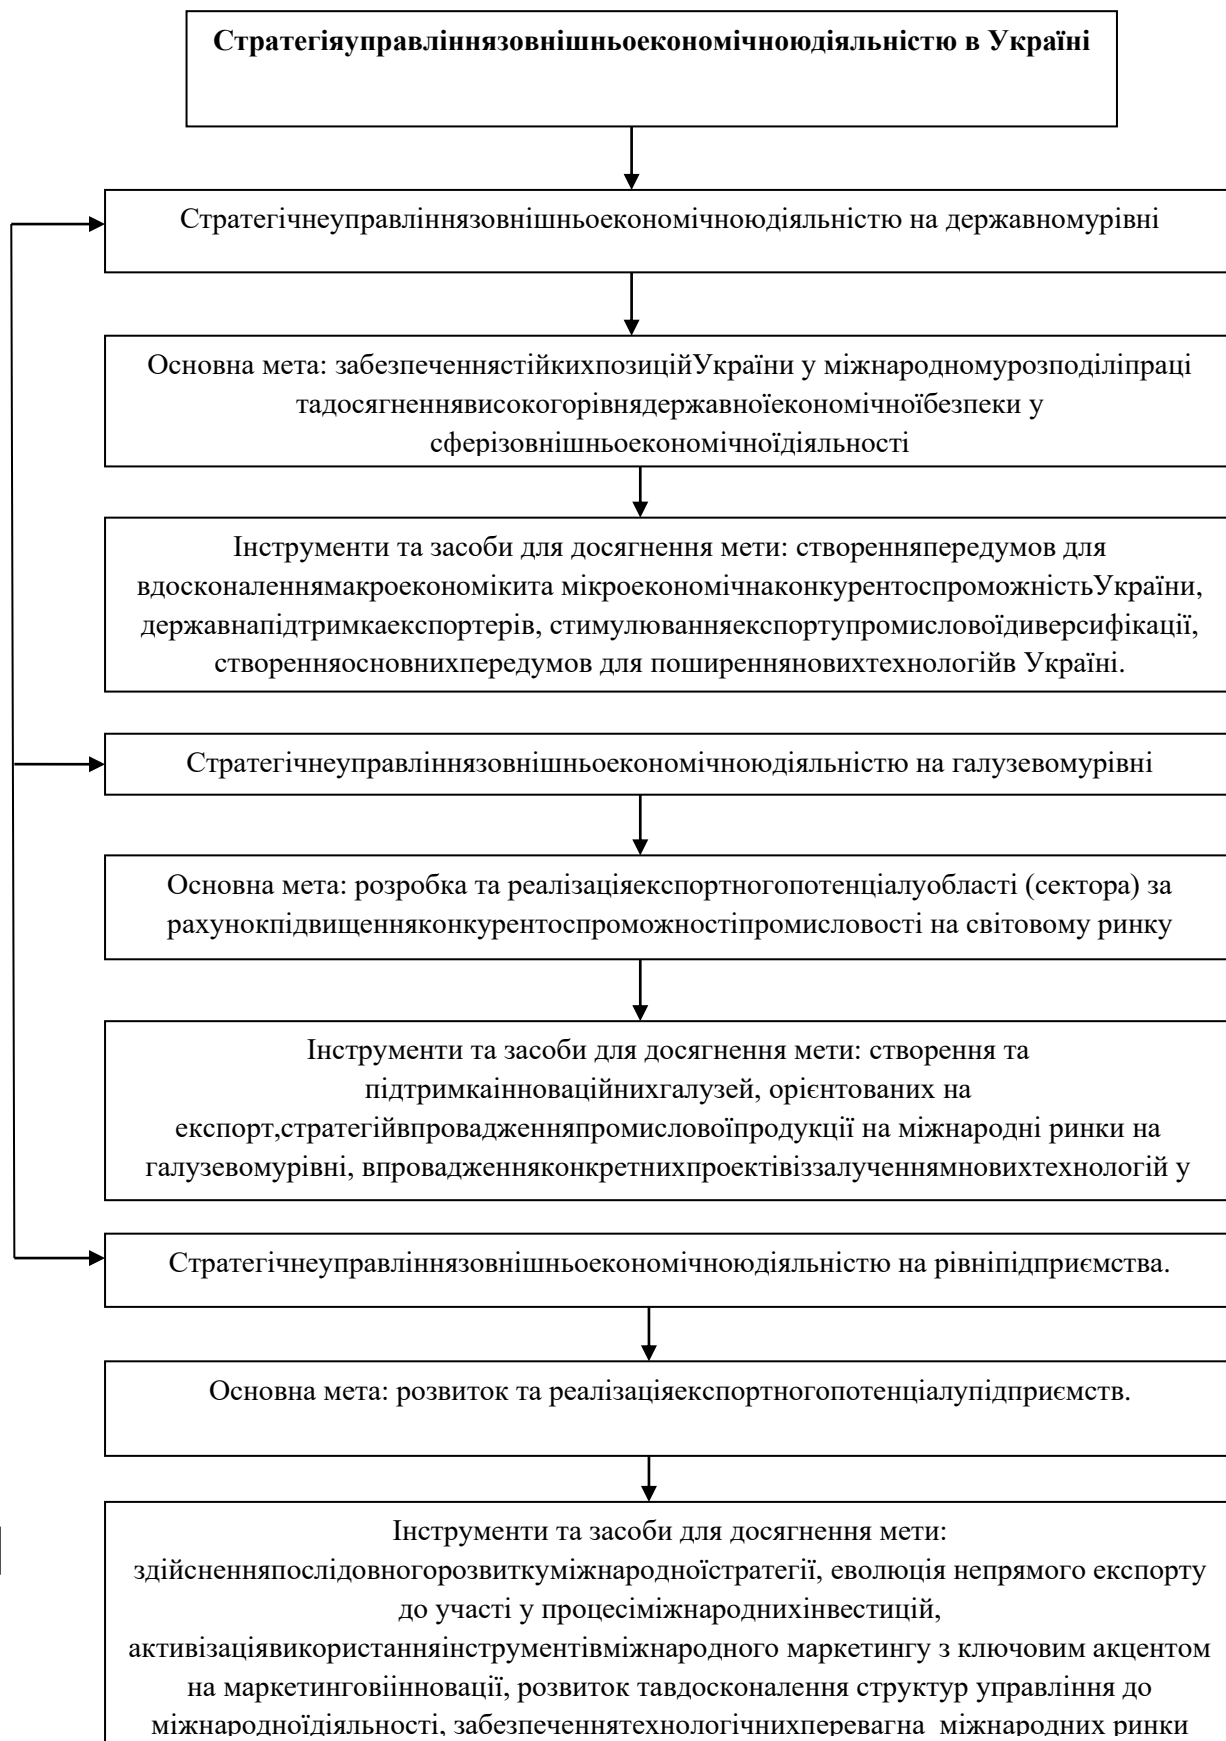 Стратегіяуправліннязовнішньоекономічноюдіяльністю в Україні
Стратегічнеуправліннязовнішньоекономічноюдіяльністю на державномурівні
Основна мета: забезпеченнястійкихпозиційУкраїни у міжнародномурозподіліпраці
тадосягненнявисокогорівнядержавноїекономічноїбезпеки у
сферізовнішньоекономічноїдіяльності
Інструменти та засоби для досягнення мети: створенняпередумов для
вдосконаленнямакроекономікита мікроекономічнаконкурентоспроможністьУкраїни,
державнапідтримкаекспортерів, стимулюванняекспортупромисловоїдиверсифікації,
створенняосновнихпередумов для поширенняновихтехнологійв Україні.
Стратегічнеуправліннязовнішньоекономічноюдіяльністю на галузевомурівні
Основна мета: розробка та реалізаціяекспортногопотенціалуобласті (сектора) за
рахунокпідвищенняконкурентоспроможностіпромисловості на світовому ринку
Інструменти та засоби для досягнення мети: створення та
підтримкаінноваційнихгалузей, орієнтованих на
експорт,стратегійвпровадженняпромисловоїпродукції на міжнародні ринки на
галузевомурівні, впровадженняконкретнихпроектівіззалученнямновихтехнологій у
Стратегічнеуправліннязовнішньоекономічноюдіяльністю на рівніпідприємства.
Основна мета: розвиток та реалізаціяекспортногопотенціалупідприємств.
Інструменти та засоби для досягнення мети:
здійсненняпослідовногорозвиткуміжнародноїстратегії, еволюція непрямого експорту
до участі у процесіміжнароднихінвестицій,
активізаціявикористанняінструментівміжнародного маркетингу з ключовим акцентом
на маркетинговіінновації, розвиток тавдосконалення структур управління до
міжнародноїдіяльності, забезпеченнятехнологічнихперевагна міжнародних ринки